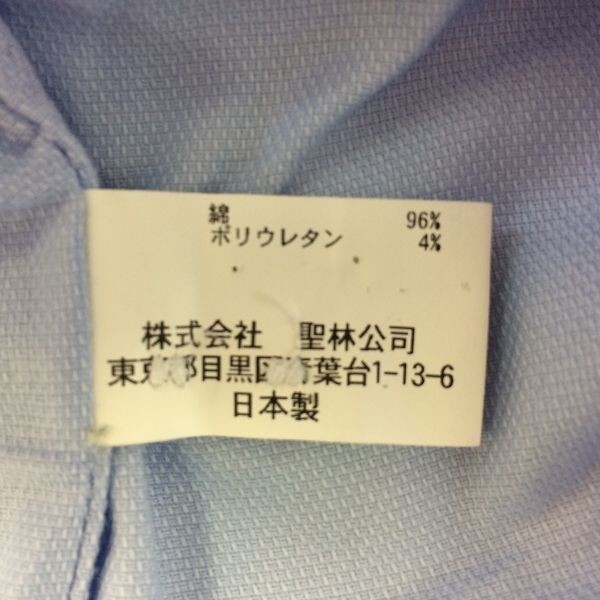 綿 96%
ポリウレタン 4%
株式会社 聖林公司
東京都目黒区青葉台1-13-6
日本製